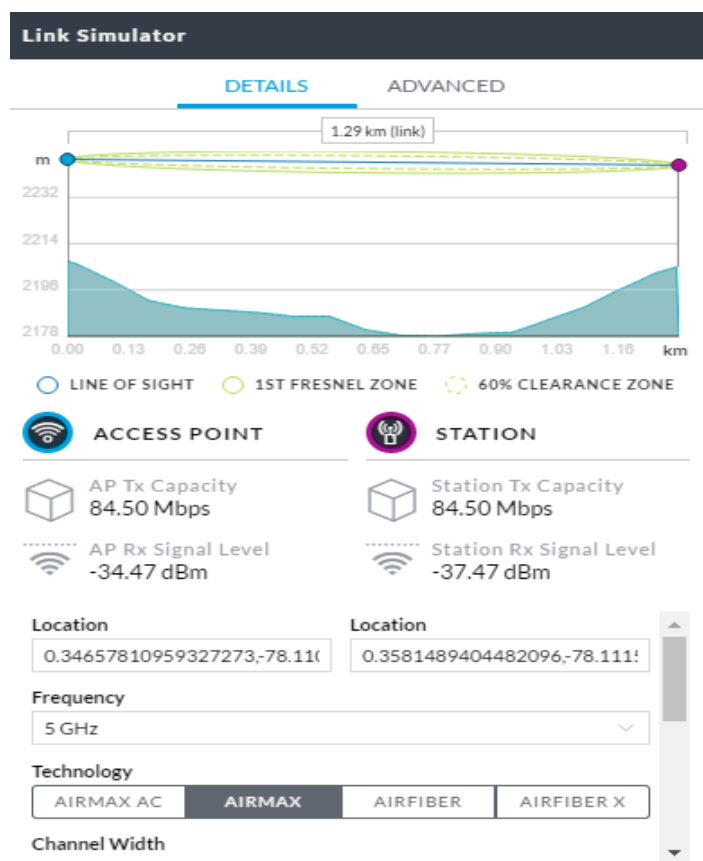 Link Simulator
DETAILS ADVANCED
1.29 km (link)
m
2232
2214
2196
2178
0.00 0.13 0.26 0.39 0.52 0.65 0.77 0.90 1.03 1.16 km
LINE OF SIGHT 1ST FRESNEL ZONE 60% CLEARANCE ZONE
ACCESS POINT STATION
AP Tx Capacity Station Tx Capacity
84.50 Mbps 84.50 Mbps
AP Rx Signal Level Station Rx Signal Level
-34.47 dBm -37.47 dBm
Location Location
0.34657810959327273,-78.110 0.3581489404482096,-78.1115
Frequency
5 GHz
Technology
AIRMAX AC AIRMAX AIRFIBER AIRFIBER X
Channel Width